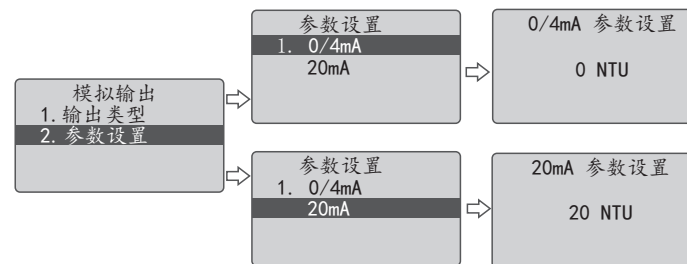 模拟输出
1.输出类型
2.参数设置
参数设置
1. 0/4mA
20mA
0/4mA 参数设置
0 NTU
参数设置
1. 0/4mA
20mA
20mA 参数设置
20 NTU